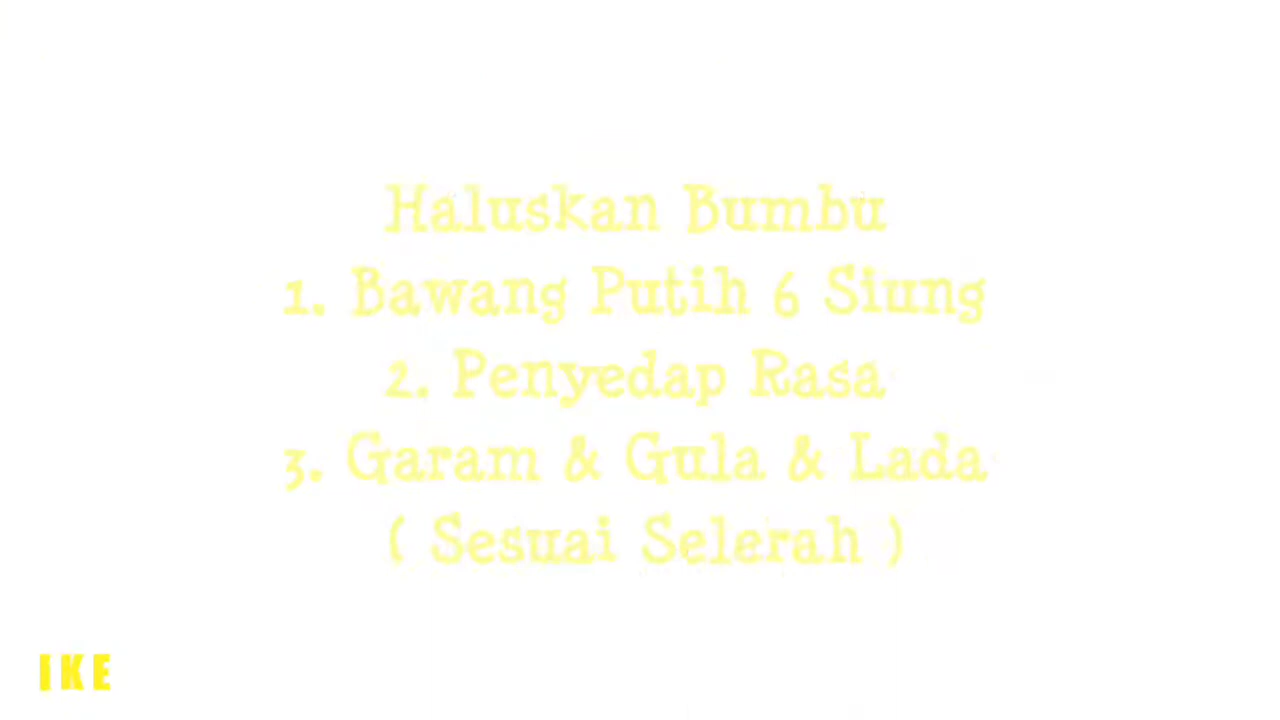 Haluskan Bumbu
1. Bawang Putih 6 Siung
2. Penyedap Rasa
3. Garam & Gula & Lada
( Sesuai Selerah )
IKE